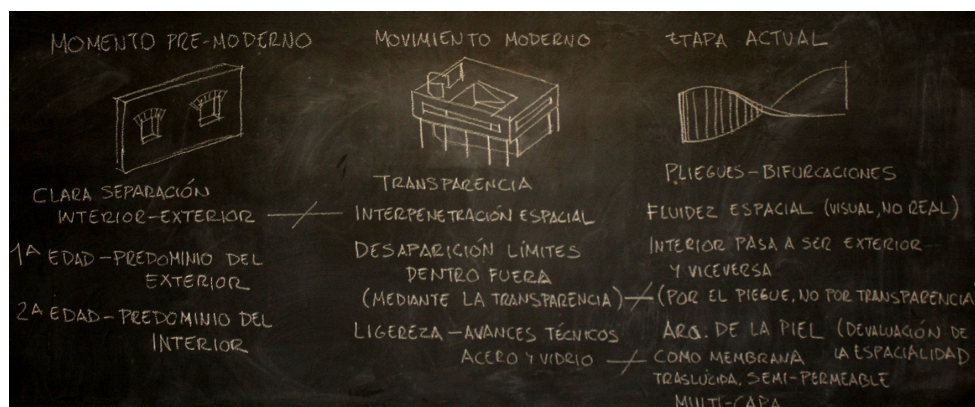 MOMENTO PRE-MODERNO
CLARA SEPARACIÓN
INTERIOR-EXTERIOR
1ª EDAD-PREDOMINIO DEL
EXTERIOR
2ª EDAD-PREDOMINIO DEL
INTERIOR
MOVIMIENTO MODERNO
TRANSPARENCIA
INTERPENETRACIÓN ESPACIAL
DESAPARICIÓN LÍMITES
DENTRO FUERA
(MEDIANTE LA TRANSPARENCIA)
LIGEREZA-AVANCES TÉCNICOS
ACERO Y VIDRIO
ETAPA ACTUAL
PLIEGUES-BIFURCACIONES
FLUIDEZ ESPACIAL (VISUAL, NO REAL)
INTERIOR PASA A SER EXTERIOR
Y VICEVERSA
(POR EL PIEGUE, NO POR TRANSPARENCIA
ARQ. DE LA PIEL (DEVALUACIÓN DE
COMO MEMBRANA LA ESPACIALIDAD
TRASLUCIDA, SEMI-PERMEABLE
MULTI-CAPA